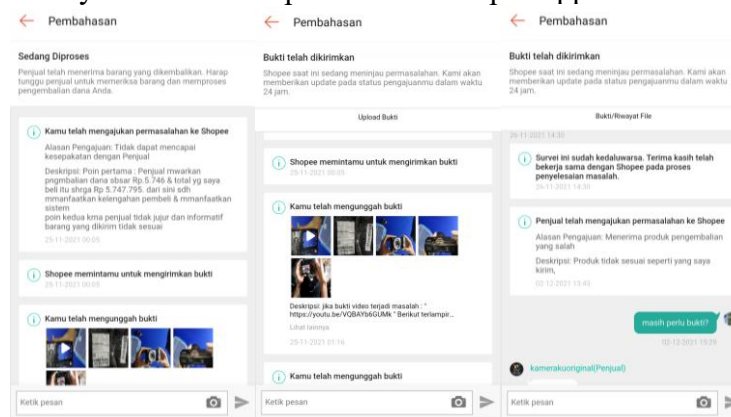 Pembahasan
Sedang Diproses
Penjual telah menerima barang yang dikembalikan. Harap
tunggu penjual untuk memeriksa barang dan memproses
pengembalian dana Anda.
Kamu telah mengajukan permasalahan ke Shopee
Alasan Pengajuan: Tidak dapat mencapai
kesepakatan dengan Penjual
Deskripsi: Poin pertama : Penjual mwarkan
pngmbalian dana sbsar Rp.5.746 & total yg saya
beli itu shrga Rp 5.747.795. dan sini sdh
mmanfaatkan kelengahan pembeli & mmanfaatkan
sistem
poin kedua krna penjual tidak jujur dan informatif
barang yang dikirim tidak sesuai
25-11-2021 00:05
Shopee memintamu untuk mengirimkan bukti
25-11-2021 00:05
Kamu telah mengunggah bukti
Ketik pesan
Pembahasan
Bukti telah dikirimkan
Shopee saat ini sedang meninjau permasalahan. Kami akan
memberikan update pada status pengajuanmu dalam waktu
24 jam.
Upload Bukti
Shopee memintamu untuk mengirimkan bukti
25-11-2021 00:05
Kamu telah mengunggah bukti
Deskripsi: jika bukti video terjadi masalah : "
https://youtu.be/VQBAYb6GUMk " Berikut terlampir...
Lihat lainnya
25-11-2021 01:16
Kamu telah mengunggah bukti
Ketik pesan
Pembahasan
Bukti telah dikirimkan
Shopee saat ini sedang meninjau permasalahan. Kami akan
memberikan update pada status pengajuanmu dalam waktu
24 jam.
Bukti/Riwayat File
26-11-2021 14:30
Survei ini sudah kedaluwarsa. Terima kasih telah
bekerja sama dengan Shopee pada proses
penyelesaian masalah.
26-11-2021 14:30
Penjual telah mengajukan permasalahan ke Shopee
Alasan Pengajuan: Menerima produk pengembalian
yang salah
Deskripsi: Produk tidak sesuai seperti yang saya
kirim,
02-12-2021 13:43
masih perlu bukti?
02-12-2021 15:29
kamerakuoriginal(Penjual)
Ketik pesan